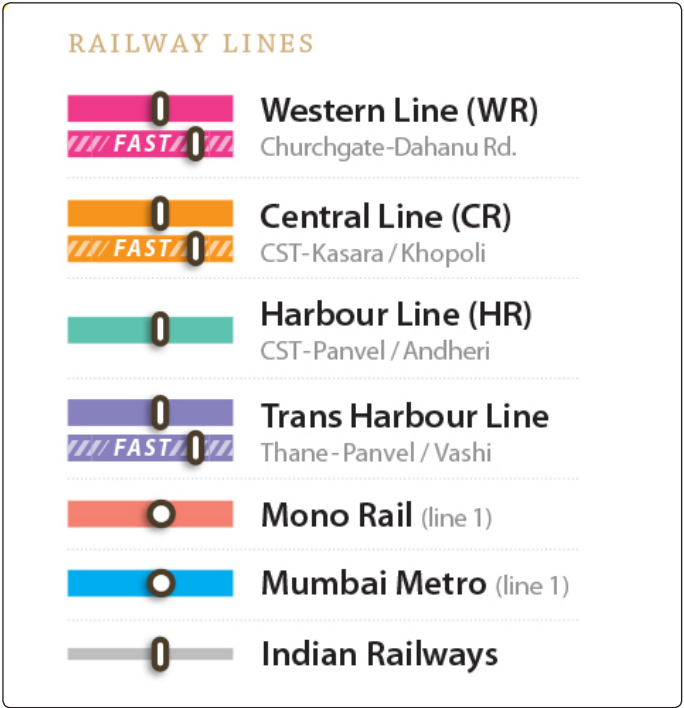 RAILWAY LINES
Western Line (WR)
FAST
Churchgate-Dahanu Rd.
Central Line (CR)
FAST
CST-Kasara / Khopoli
Harbour Line (HR)
CST-Panvel / Andheri
Trans Harbour Line
FAST
Thane - Panvel / Vashi
Mono Rail (line 1)
Mumbai Metro (line 1)
Indian Railways